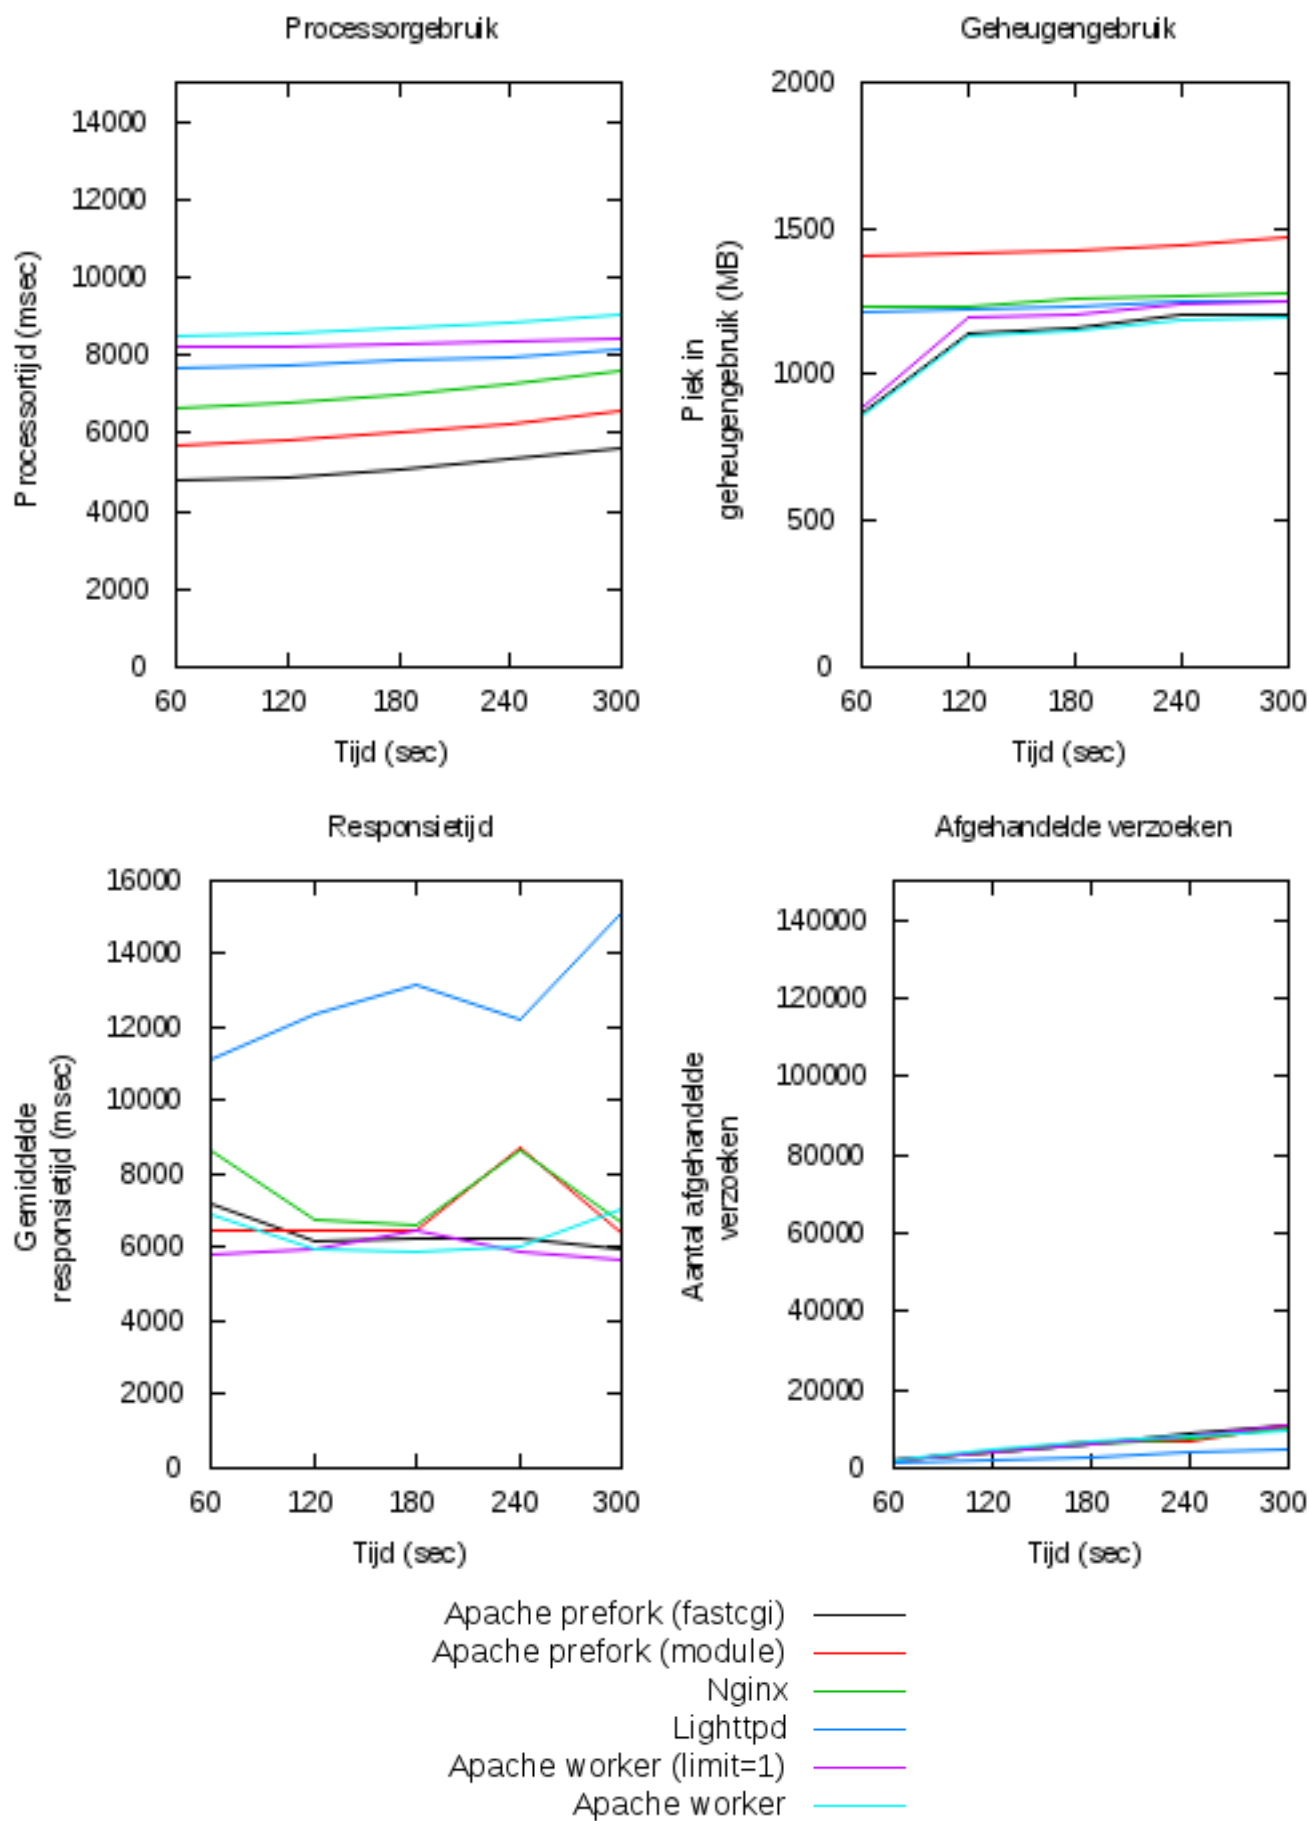 Processorgebruik
14000
12000
10000
8000
6000
4000
2000
0
60 120 180 240 300
Processortijd (msec)
Tijd (sec)
Geheugengebruik
2000
1500
1000
500
0
60 120 180 240 300
Piek in
geheugengebruik (MB)
Tijd (sec)
Responsietijd
16000
14000
12000
10000
8000
6000
4000
2000
0
60 120 180 240 300
Gemiddelde
responsietijd (msec)
Tijd (sec)
Afgehandelde verzoeken
140000
120000
100000
80000
60000
40000
20000
0
60 120 180 240 300
Aantal afgehandelde
verzoeken
Tijd (sec)
Apache prefork (fastcgi)
Apache prefork (module)
Nginx
Lighttpd
Apache worker (limit=1)
Apache worker